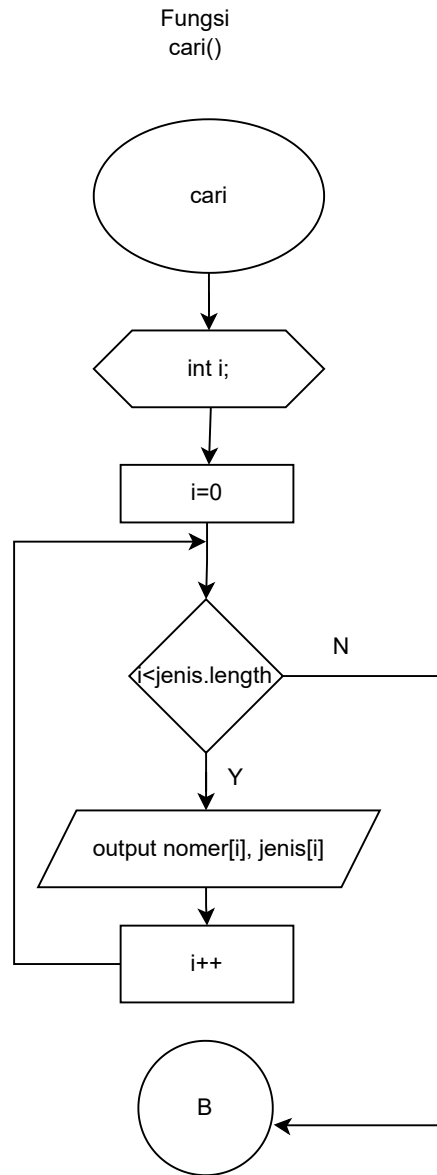 Fungsi
cari()
cari
int i;
i=0
i<jenis.length
N
Y
output nomer[i], jenis[i]
i++
B